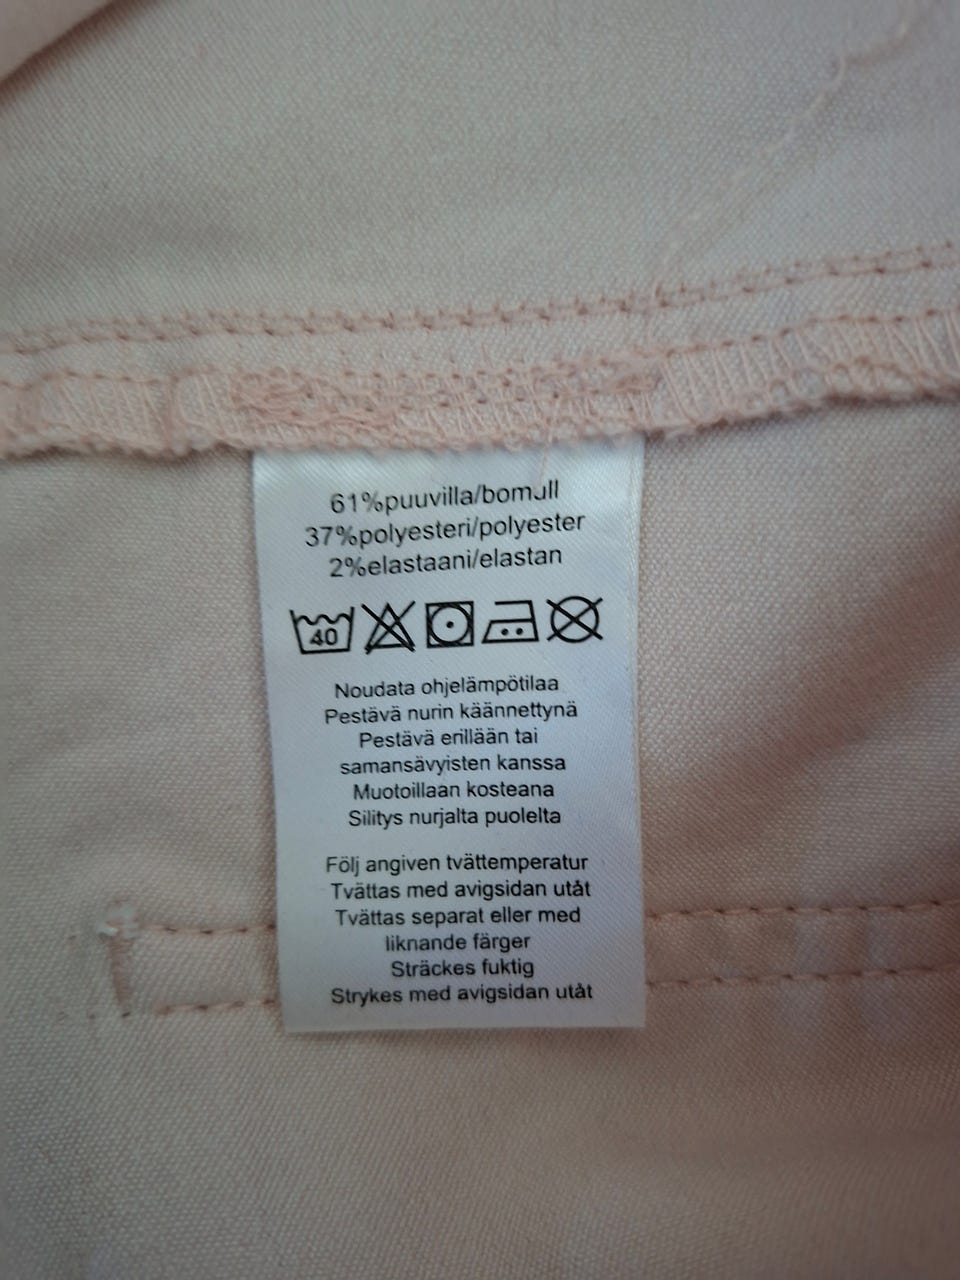 61%puuvilla/bomull
37%polyesteri/polyester
2%elastaani/elastan
40
Noudata ohjelämpötilaa
Pestävä nurin käännettynä
Pestävä erillään tai
samansävyisten kanssa
Muotoillaan kosteana
Silitys nurjalta puolelta
Följ angiven tvättemperatur
Tvättas med avigsidan utåt
Tvättas separat eller med
liknande färger
Sträckes fuktig
Strykes med avigsidan utåt